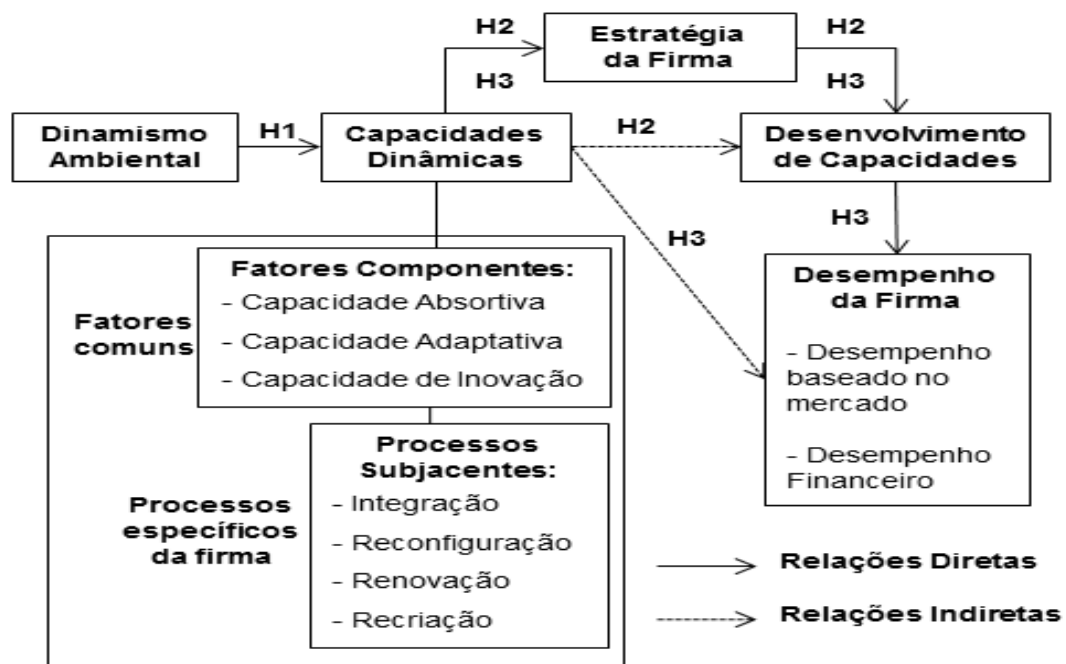 H2
Estratégia
da Firma
H2
H3
H3
Dinamismo
Ambiental
H1
Capacidades
Dinâmicas
H2
Desenvolvimento
de Capacidades
H3
H3
Fatores
comuns
Fatores Componentes:
- Capacidade Absortiva
- Capacidade Adaptativa
- Capacidade de Inovação
Desempenho
da Firma
- Desempenho
baseado no
mercado
- Desempenho
Financeiro
Processos
específicos
da firma
Processos
Subjacentes:
- Integração
- Reconfiguração
- Renovação
- Recriação
Relações Diretas
Relações Indiretas